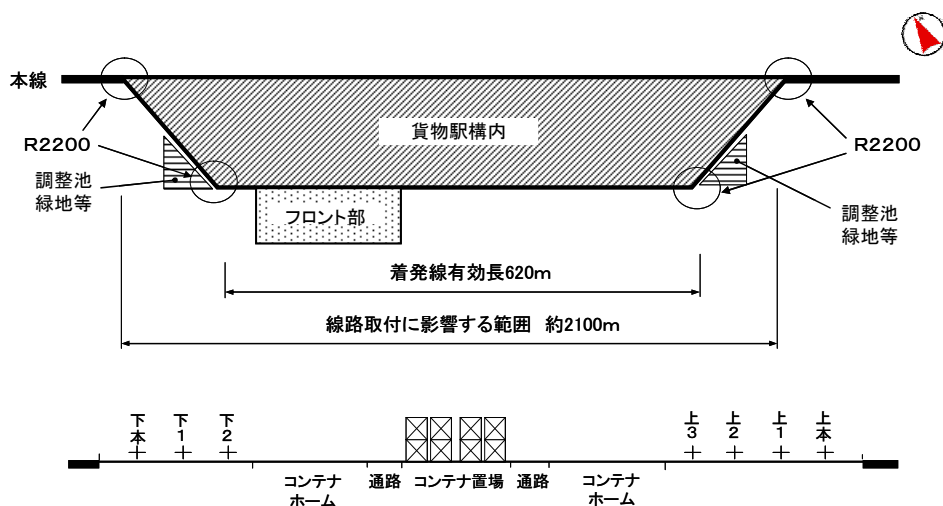 本線
R2200
調整池
緑地等
貨物駅構内
フロント部
R2200
調整池
緑地等
着発線有効長620m
線路取付に影響する範囲 約2100m
下本
下1
下2
上3
上2
上1
上本
コンテナ
ホーム
通路
コンテナ置場
通路
コンテナ
ホーム